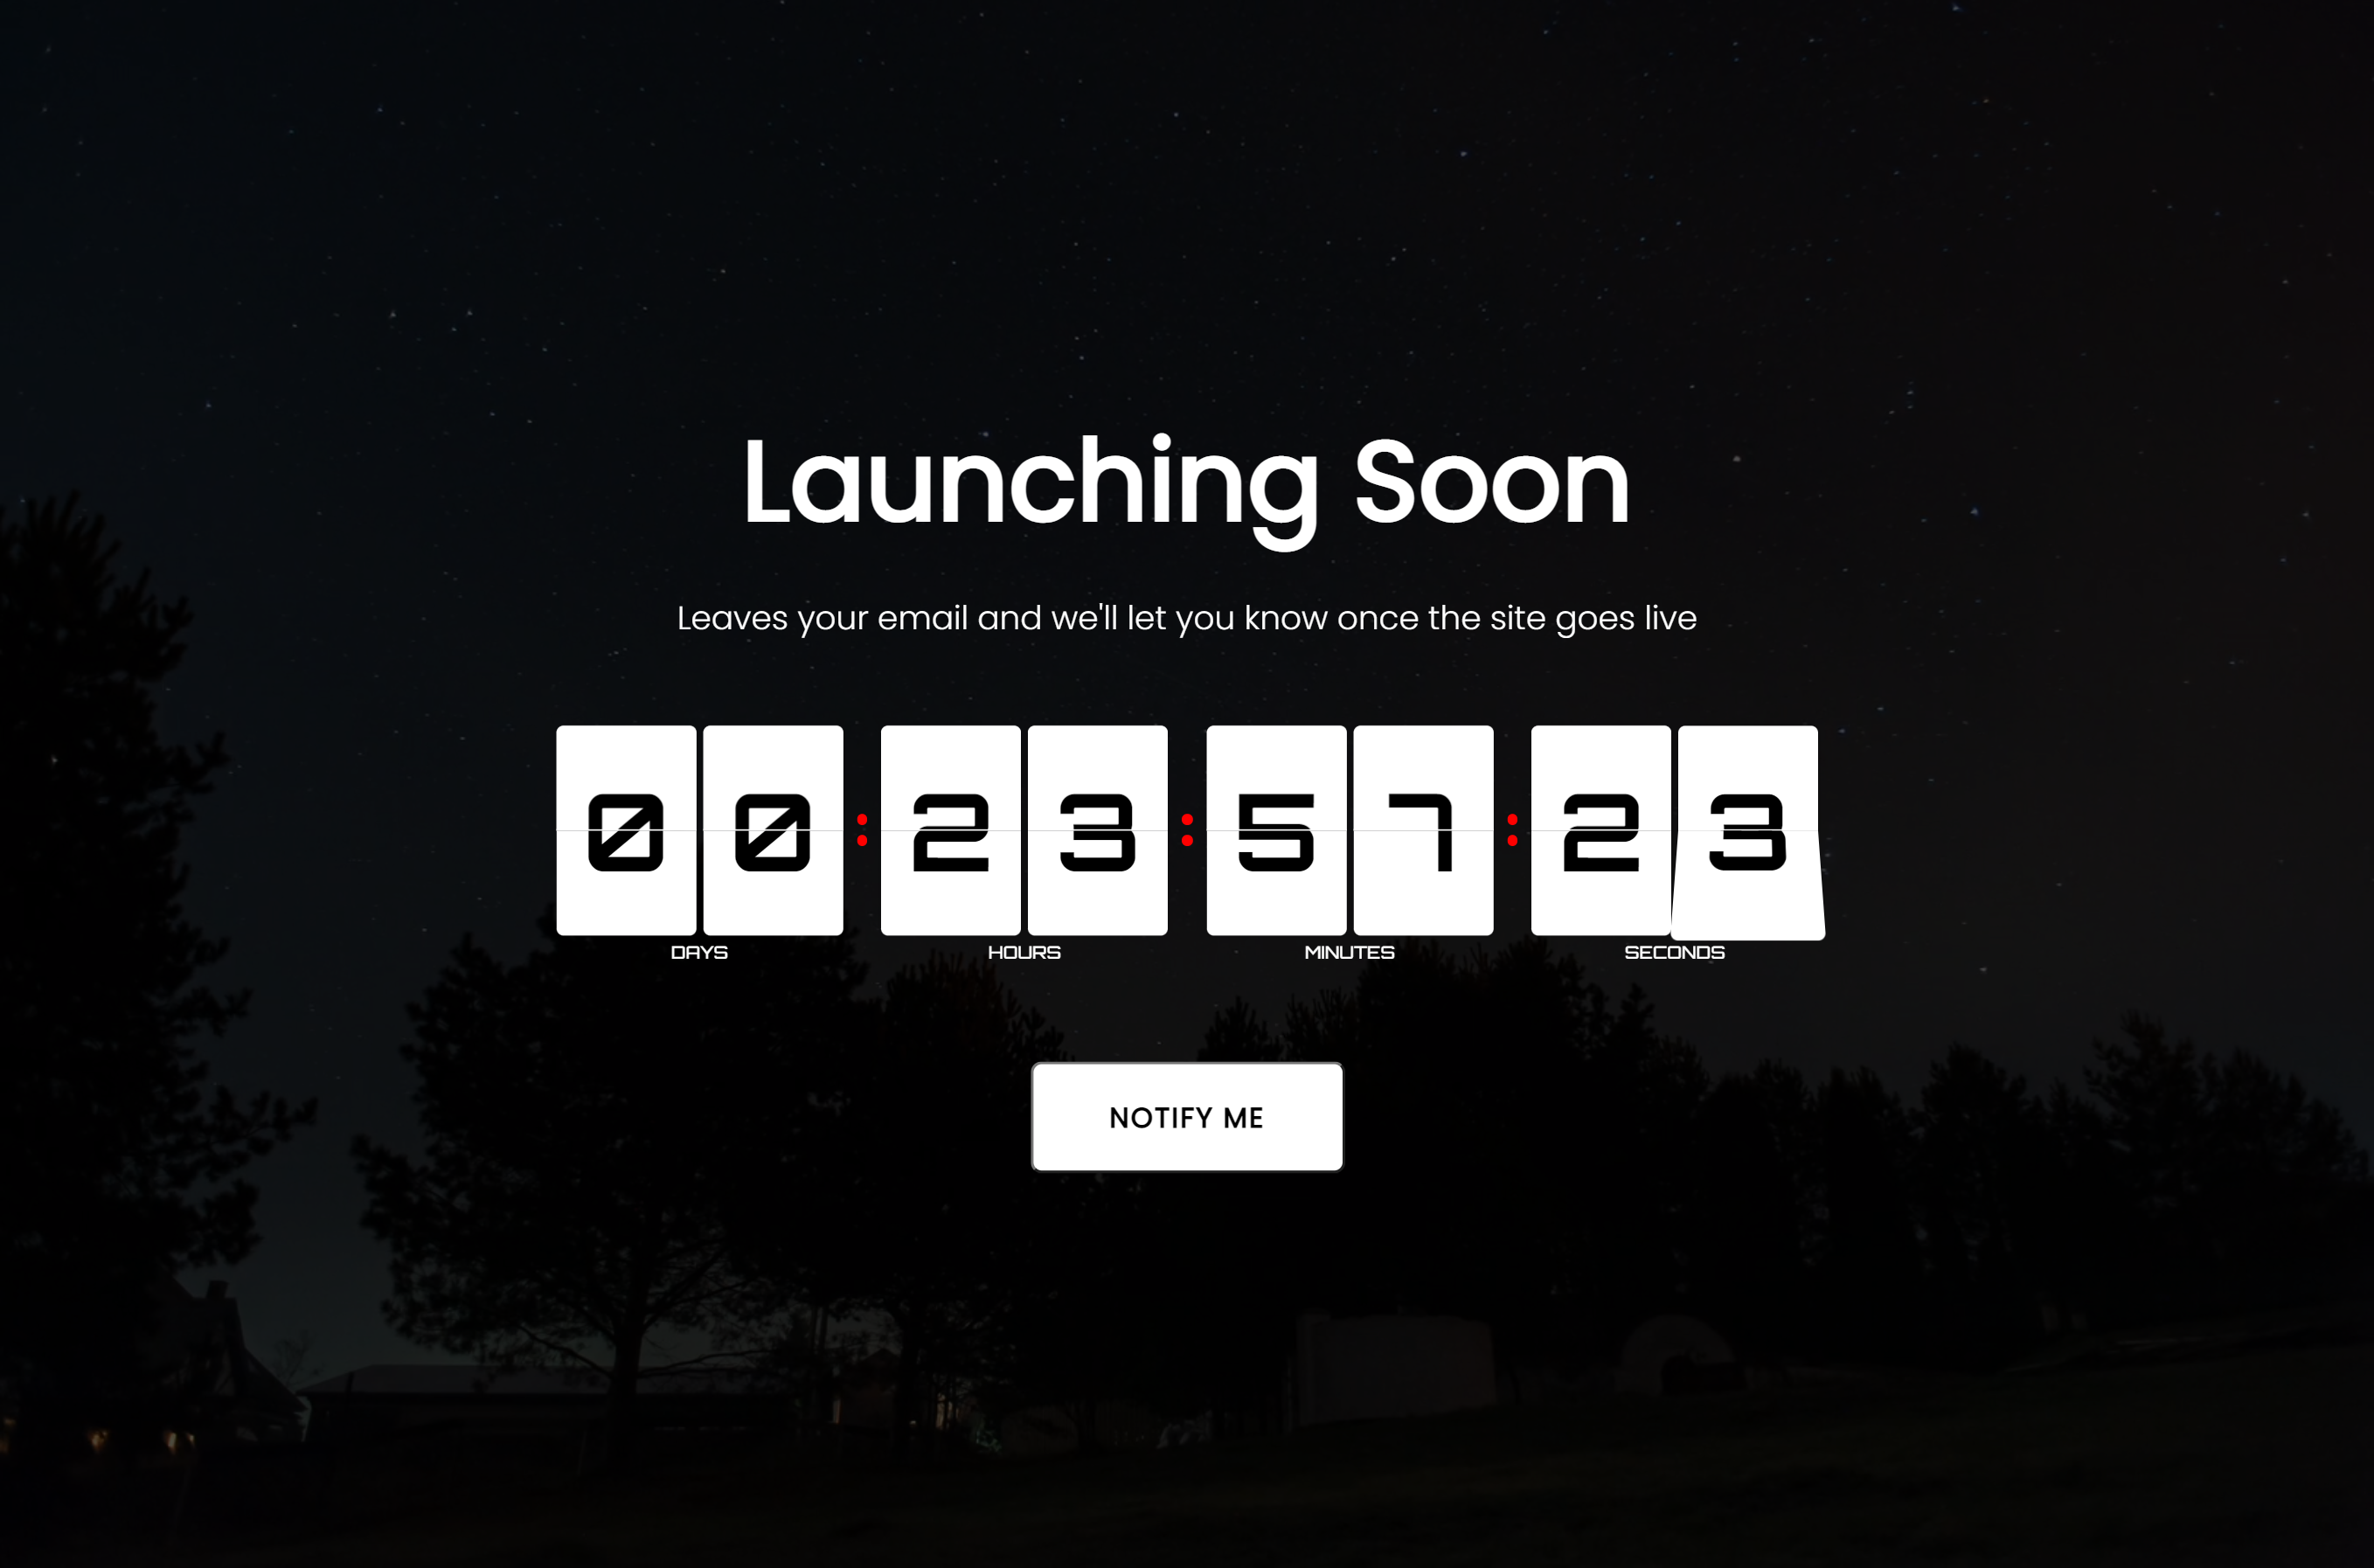 Launching Soon
Leaves your email and we'll let you know once the site goes live
00 : 23 : 57 : 23
DAYS HOURS MINUTES SECONDS
NOTIFY ME